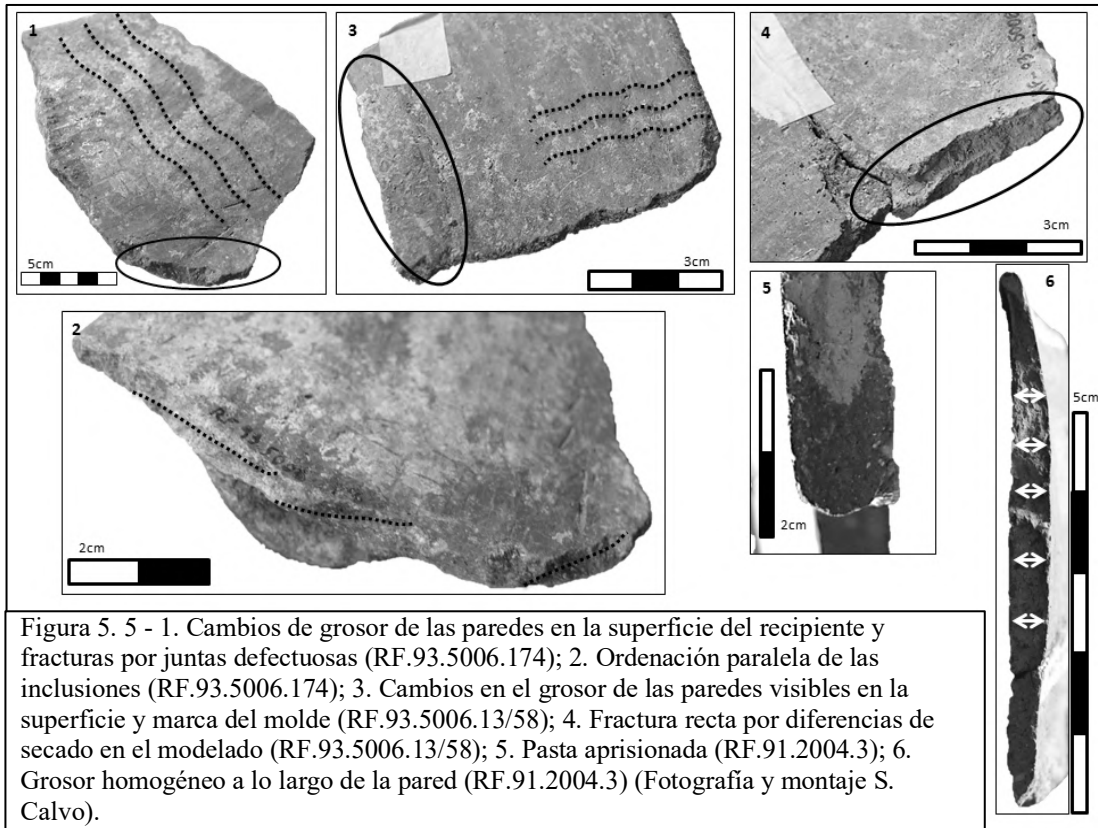 1
3
4
5cm
3cm
3cm
2
5
6
5cm
2cm
2cm
Figura 5. 5 - 1. Cambios de grosor de las paredes en la superficie del recipiente y
fracturas por juntas defectuosas (RF.93.5006.174); 2. Ordenación paralela de las
inclusiones (RF.93.5006.174); 3. Cambios en el grosor de las paredes visibles en la
superficie y marca del molde (RF.93.5006.13/58); 4. Fractura recta por diferencias de
secado en el modelado (RF.93.5006.13/58); 5. Pasta aprisionada (RF.91.2004.3); 6.
Grosor homogéneo a lo largo de la pared (RF.91.2004.3) (Fotografía y montaje S.
Calvo).